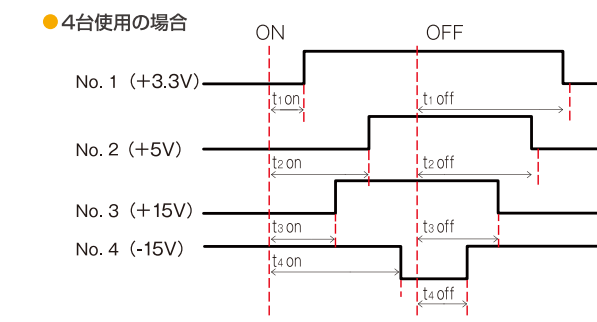 ●4台使用の場合
ON OFF
No. 1 (+3.3V)
t1 on t1 off
No. 2 (+5V)
t2 on t2 off
No. 3 (+15V)
t3 on t3 off
No. 4 (-15V)
t4 on
t4 off